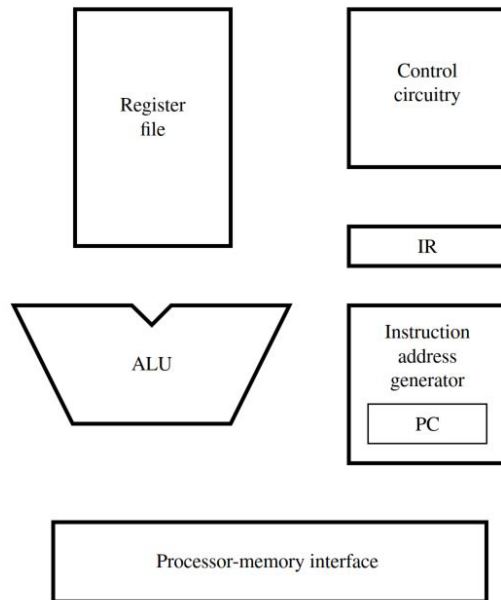 Register
file
Control
circuitry
IR
ALU
Instruction
address
generator
PC
Processor-memory interface